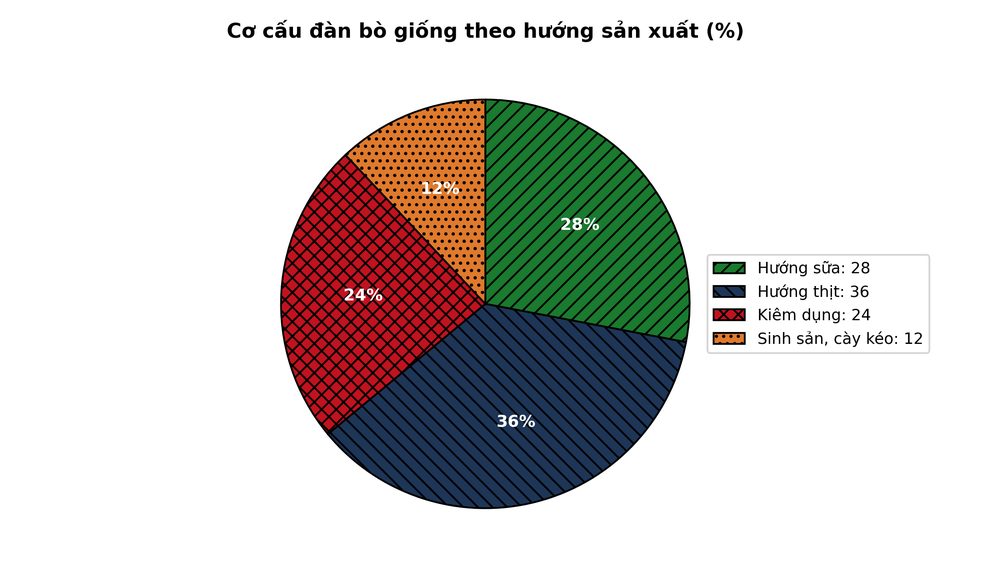 Cơ cấu đàn bò giống theo hướng sản xuất (%)
12%
28%
24%
36%
Hướng sữa: 28
Hướng thịt: 36
Kiêm dụng: 24
Sinh sản, cày kéo: 12